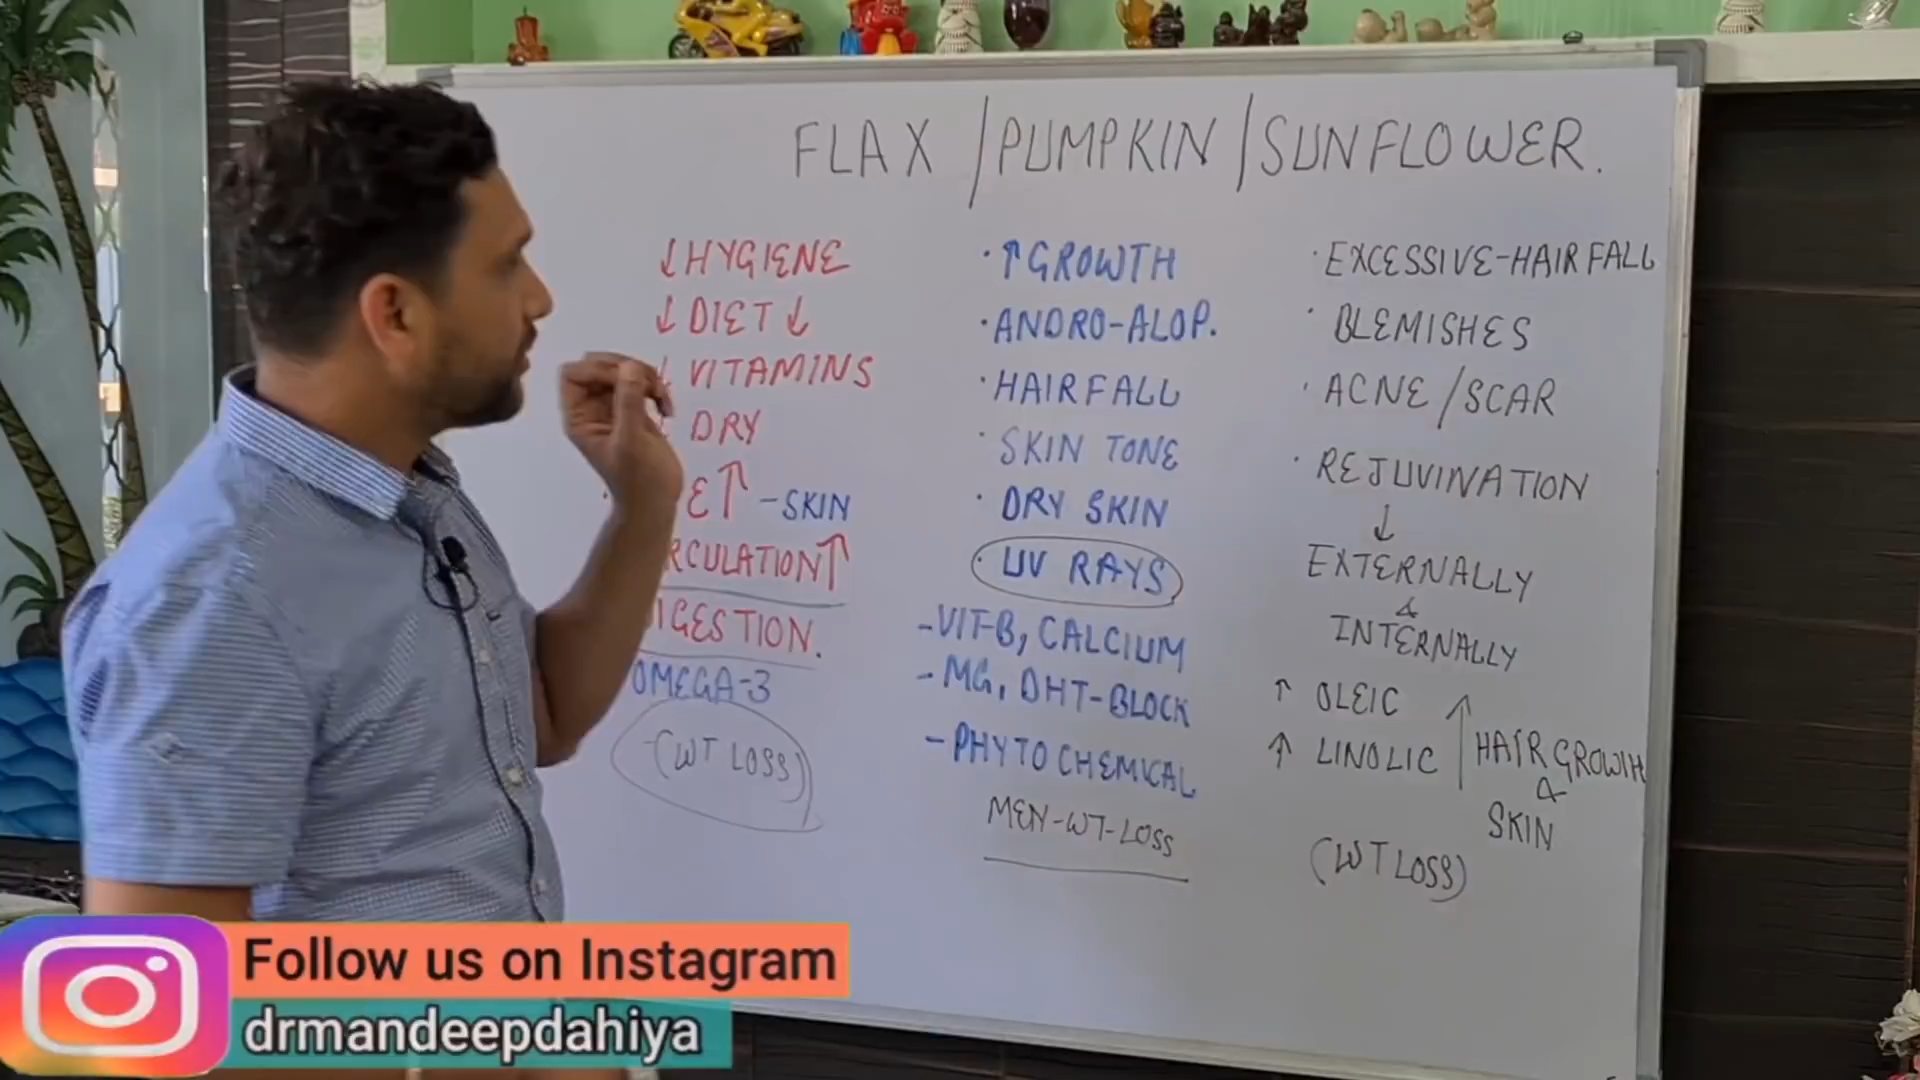 FLAX / PUMPKIN / SUNFLOWER.
↓ HYGIENE
↓ DIET ↓
↓ VITAMINS
DRY
E↑ - SKIN
RCULATION↑
IGESTION.
OMEGA-3
-(WT LOSS)
· ↑ GROWTH
· ANDRO-ALOP.
· HAIRFALL
· SKIN TONE
· DRY SKIN
· UV RAYS
- VIT-B, CALCIUM
- MG, DHT-BLOCK
- PHYTOCHEMICAL
MEN-WT-LOSS
· EXCESSIVE-HAIRFALL
· BLEMISHES
· ACNE/SCAR
· REJUVINATION
↓
EXTERNALLY
&
INTERNALLY
↑ OLEIC
↑ LINOLIC
↑ HAIR GROWTH
&
SKIN
(WT LOSS)
Follow us on Instagram
drmandeepdahiya